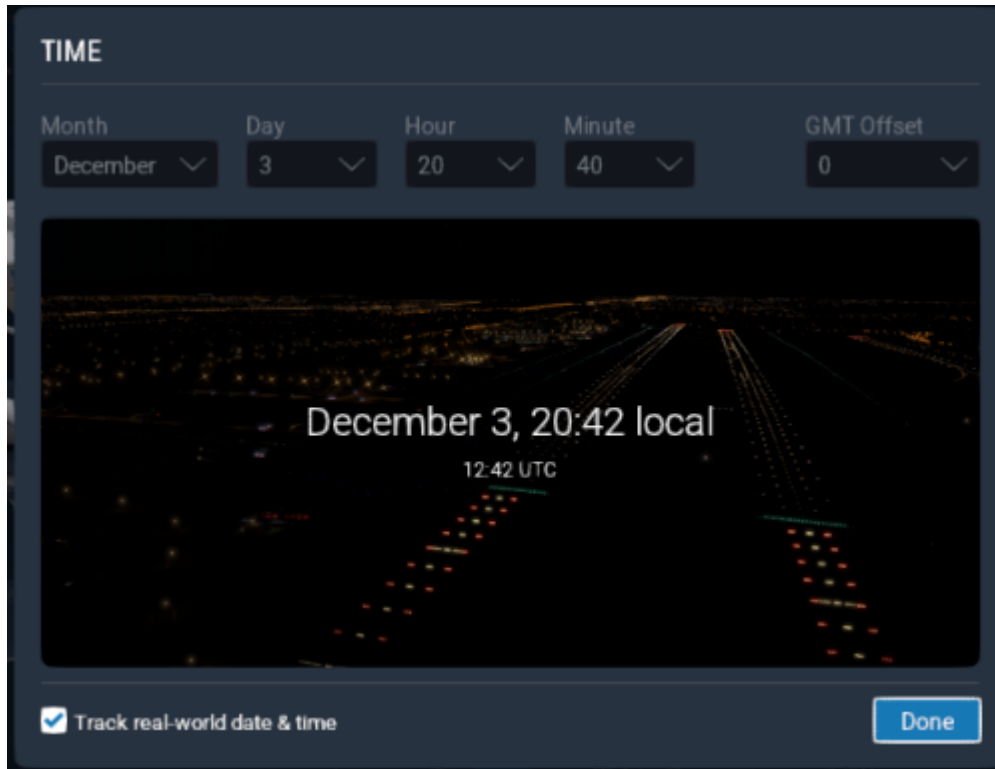 TIME
Month Day Hour Minute GMT Offset
December 3 20 40 0
December 3, 20:42 local
12:42 UTC
Track real-world date & time
Done